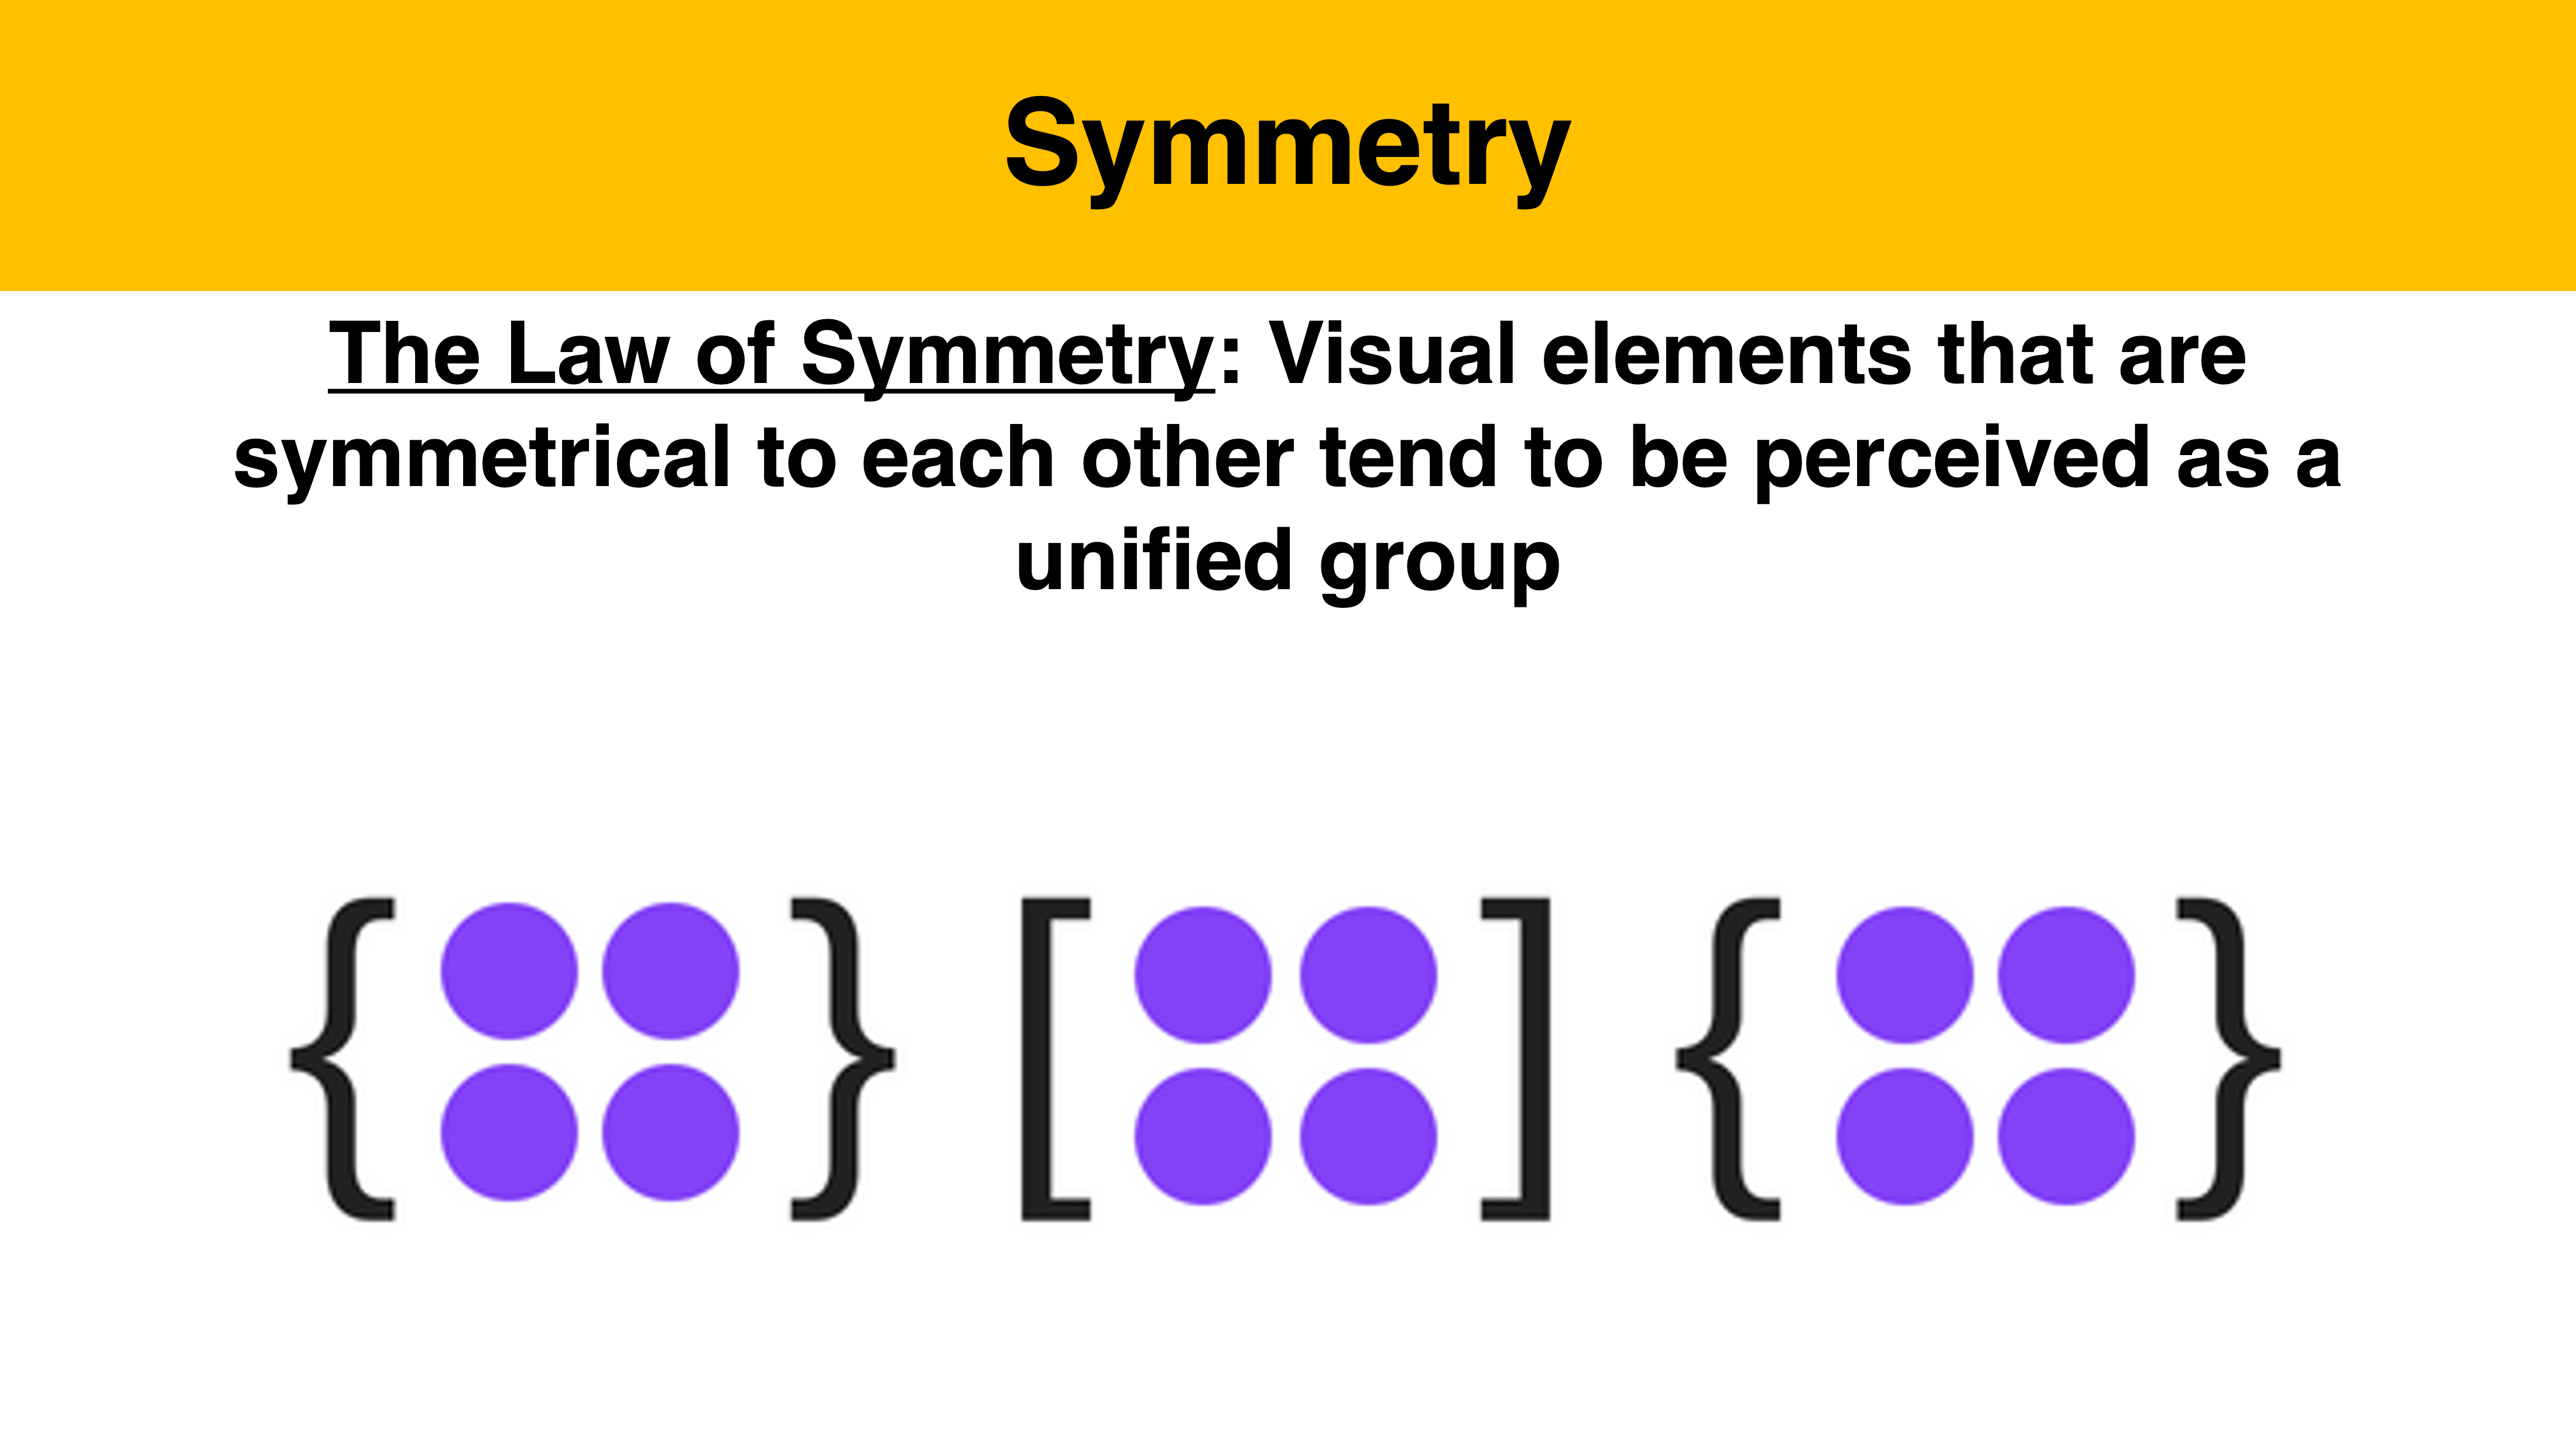 Symmetry
The Law of Symmetry: Visual elements that are
symmetrical to each other tend to be perceived as a
unified group
{ } [ ] { }